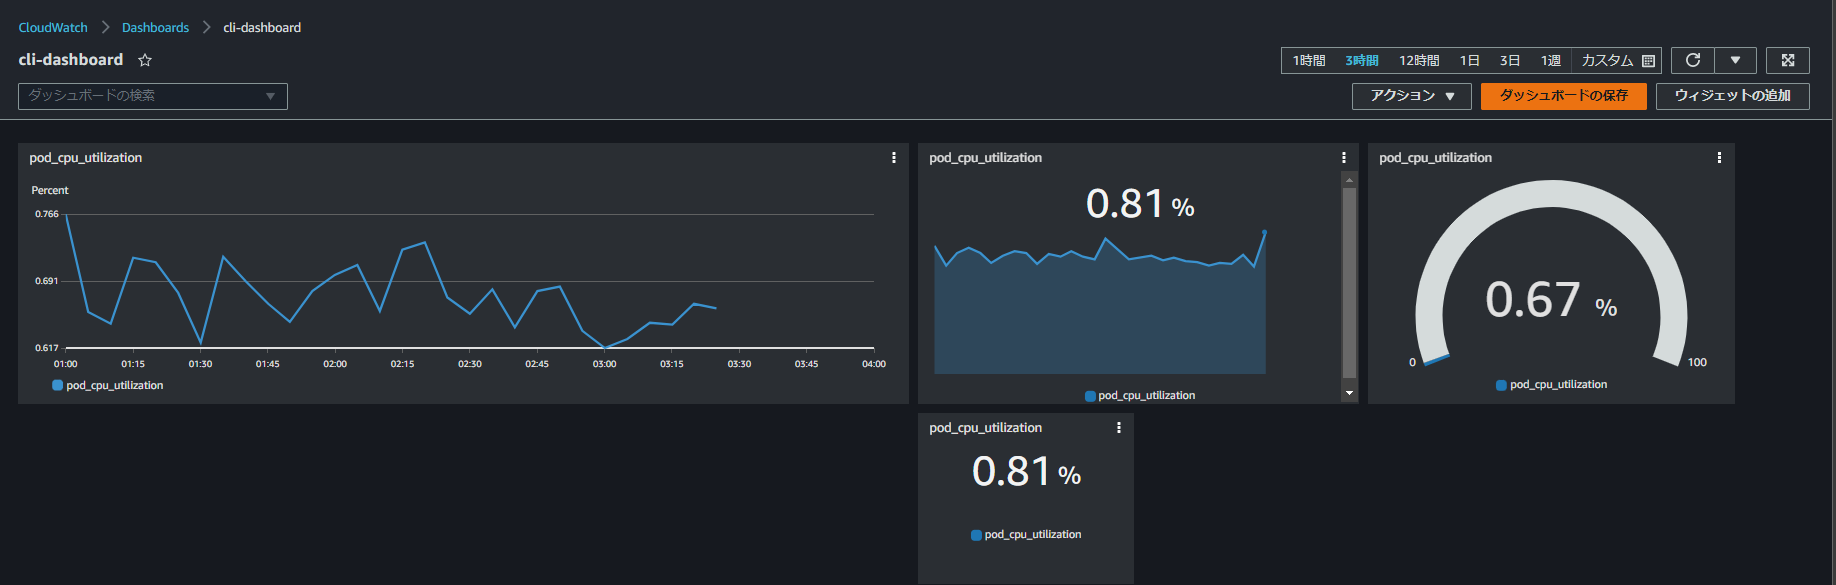 CloudWatch > Dashboards > cli-dashboard
cli-dashboard
1時間 3時間 12時間 1日 3日 1週 カスタム
ダッシュボードの検索
アクション ダッシュボードの保存 ウィジェットの追加
pod_cpu_utilization
Percent
0.766
0.691
0.617
01:00 01:15 01:30 01:45 02:00 02:15 02:30 02:45 03:00 03:15 03:30 03:45 04:00
pod_cpu_utilization
pod_cpu_utilization
0.81 %
pod_cpu_utilization
pod_cpu_utilization
0.67 %
0 100
pod_cpu_utilization
pod_cpu_utilization
0.81 %
pod_cpu_utilization